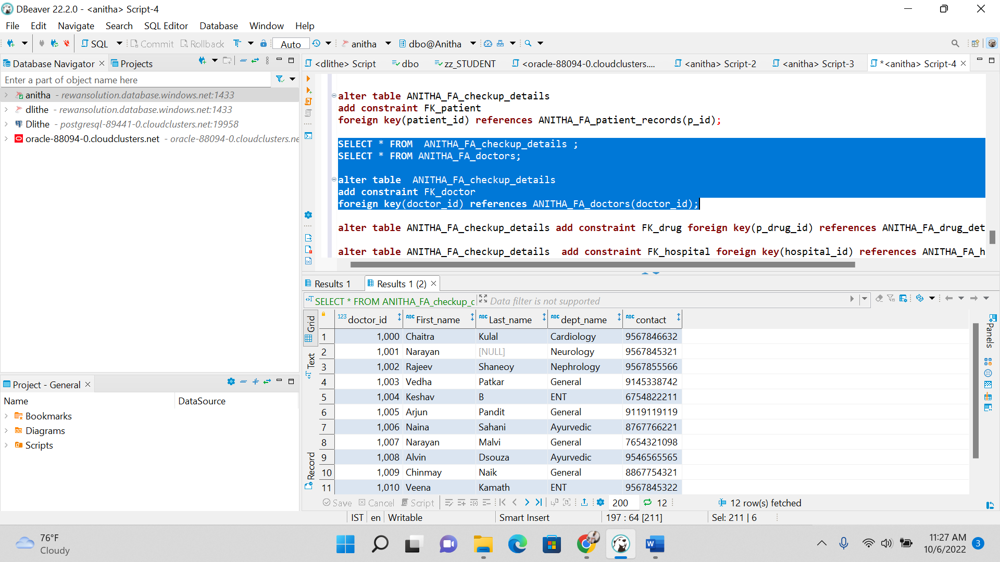 DBeaver 22.2.0 - <anitha> Script-4
File Edit Navigate Search SQL Editor Database Window Help
SQL Commit Rollback Auto anitha dbo@Anitha
Database Navigator Projects
<dlithe> Script dbo zz_STUDENT <oracle-88094-0.cloudclusters.... <anitha> Script-2 <anitha> Script-3 *<anitha> Script-4
Enter a part of object name here
anitha - rewansolution.database.windows.net:1433
dlithe - rewansolution.database.windows.net:1433
Dlithe - postgresql-89441-0.cloudclusters.net:19958
oracle-88094-0.cloudclusters.net - oracle-88094-0.cloudclusters.ne
alter table ANITHA_FA_checkup_details
add constraint FK_patient
foreign key(patient_id) references ANITHA_FA_patient_records(p_id);
SELECT * FROM  ANITHA_FA_checkup_details ;
SELECT * FROM ANITHA_FA_doctors;
alter table  ANITHA_FA_checkup_details
add constraint FK_doctor
foreign key(doctor_id) references ANITHA_FA_doctors(doctor_id);
alter table ANITHA_FA_checkup_details add constraint FK_drug foreign key(p_drug_id) references ANITHA_FA_drug_det
alter table ANITHA_FA_checkup_details  add constraint FK_hospital foreign key(hospital_id) references ANITHA_FA_h
Results 1 Results 1 (2)
SELECT * FROM ANITHA_FA_checkup_c Data filter is not supported
Grid
Text
Record
Panels
123 doctor_id ABC First_name ABC Last_name ABC dept_name ABC contact
1 1,000 Chaitra Kulal Cardiology 9567846632
2 1,001 Narayan [NULL] Neurology 9567845321
3 1,002 Rajeev Shaneoy Nephrology 9567855566
4 1,003 Vedha Patkar General 9145338742
5 1,004 Keshav B ENT 6754822211
6 1,005 Arjun Pandit General 9119119119
7 1,006 Naina Sahani Ayurvedic 8767766221
8 1,007 Narayan Malvi General 7654321098
9 1,008 Alvin Dsouza Ayurvedic 9546565565
10 1,009 Chinmay Naik General 8867754321
11 1,010 Veena Kamath ENT 9567845322
Save Cancel Script 200 12 12 row(s) fetched
Project - General
Name DataSource
Bookmarks
Diagrams
Scripts
IST en Writable Smart Insert 197 : 64 [211] Sel: 211 | 6
76°F
Cloudy
11:27 AM
10/6/2022
3